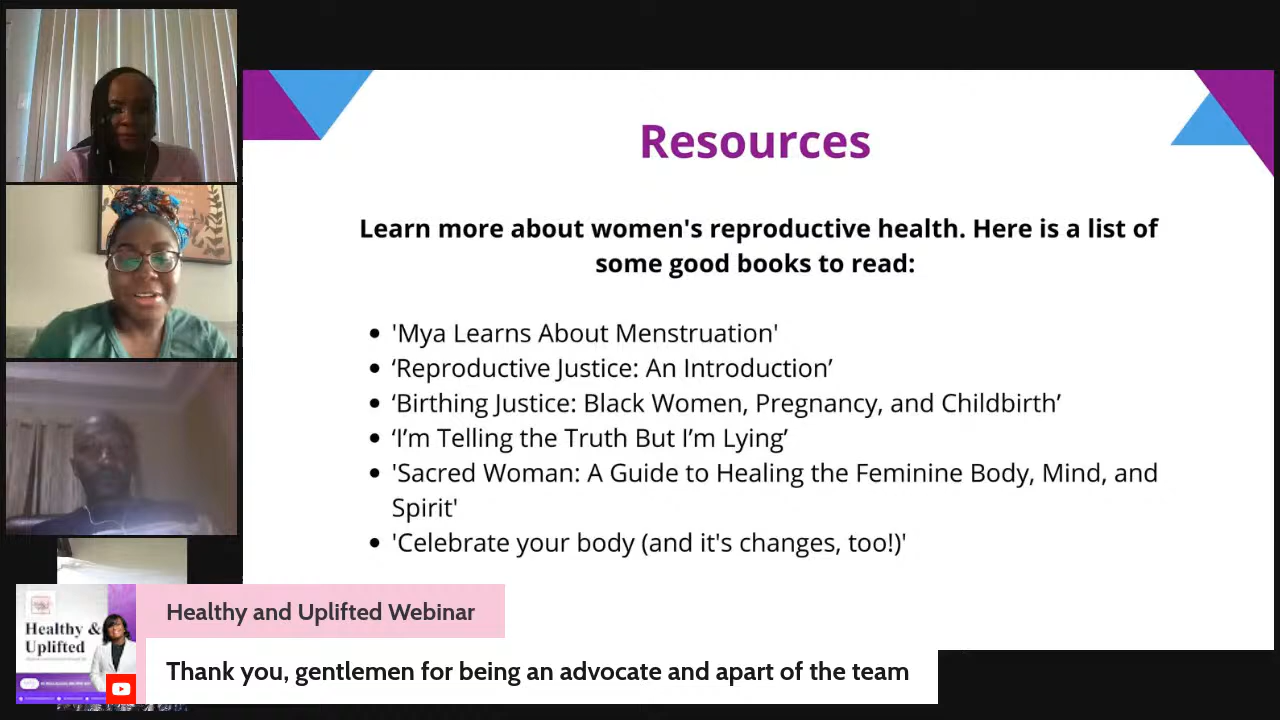 Resources
Learn more about women's reproductive health. Here is a list of
some good books to read:
• 'Mya Learns About Menstruation'
• ‘Reproductive Justice: An Introduction’
• ‘Birthing Justice: Black Women, Pregnancy, and Childbirth’
• ‘I’m Telling the Truth But I’m Lying’
• 'Sacred Woman: A Guide to Healing the Feminine Body, Mind, and
Spirit'
• 'Celebrate your body (and it's changes, too!)'
Healthy &
Uplifted
Healthy and Uplifted Webinar
Thank you, gentlemen for being an advocate and apart of the team